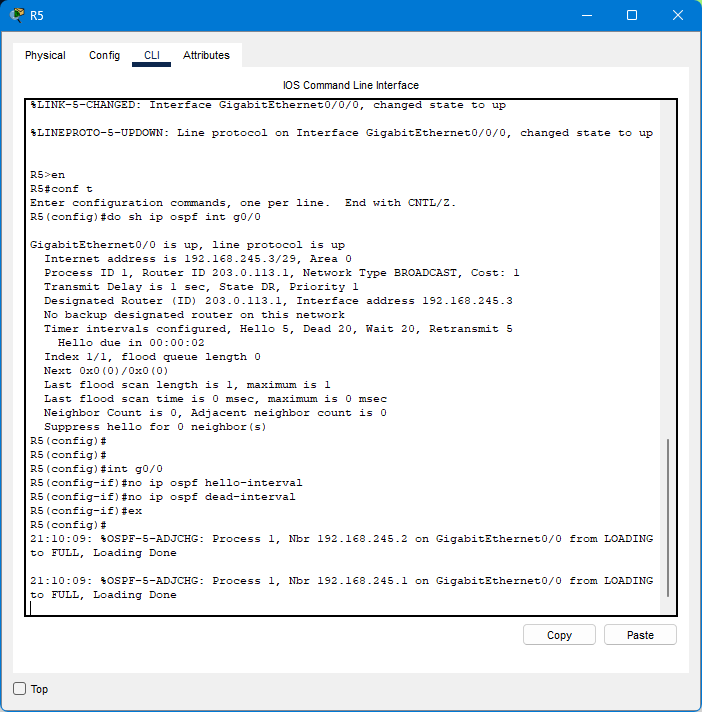 R5
Physical
Config
CLI
Attributes
IOS Command Line Interface
%LINK-5-CHANGED: Interface GigabitEthernet0/0/0, changed state to up
%LINEPROTO-5-UPDOWN: Line protocol on Interface GigabitEthernet0/0/0, changed state to up
R5>en
R5#conf t
Enter configuration commands, one per line.  End with CNTL/Z.
R5(config)#do sh ip ospf int g0/0
GigabitEthernet0/0 is up, line protocol is up
  Internet address is 192.168.245.3/29, Area 0
  Process ID 1, Router ID 203.0.113.1, Network Type BROADCAST, Cost: 1
  Transmit Delay is 1 sec, State DR, Priority 1
  Designated Router (ID) 203.0.113.1, Interface address 192.168.245.3
  No backup designated router on this network
  Timer intervals configured, Hello 5, Dead 20, Wait 20, Retransmit 5
    Hello due in 00:00:02
  Index 1/1, flood queue length 0
  Next 0x0(0)/0x0(0)
  Last flood scan length is 1, maximum is 1
  Last flood scan time is 0 msec, maximum is 0 msec
  Neighbor Count is 0, Adjacent neighbor count is 0
  Suppress hello for 0 neighbor(s)
R5(config)#
R5(config)#
R5(config)#int g0/0
R5(config-if)#no ip ospf hello-interval
R5(config-if)#no ip ospf dead-interval
R5(config-if)#ex
R5(config)#
21:10:09: %OSPF-5-ADJCHG: Process 1, Nbr 192.168.245.2 on GigabitEthernet0/0 from LOADING
to FULL, Loading Done
21:10:09: %OSPF-5-ADJCHG: Process 1, Nbr 192.168.245.1 on GigabitEthernet0/0 from LOADING
to FULL, Loading Done
Copy
Paste
Top